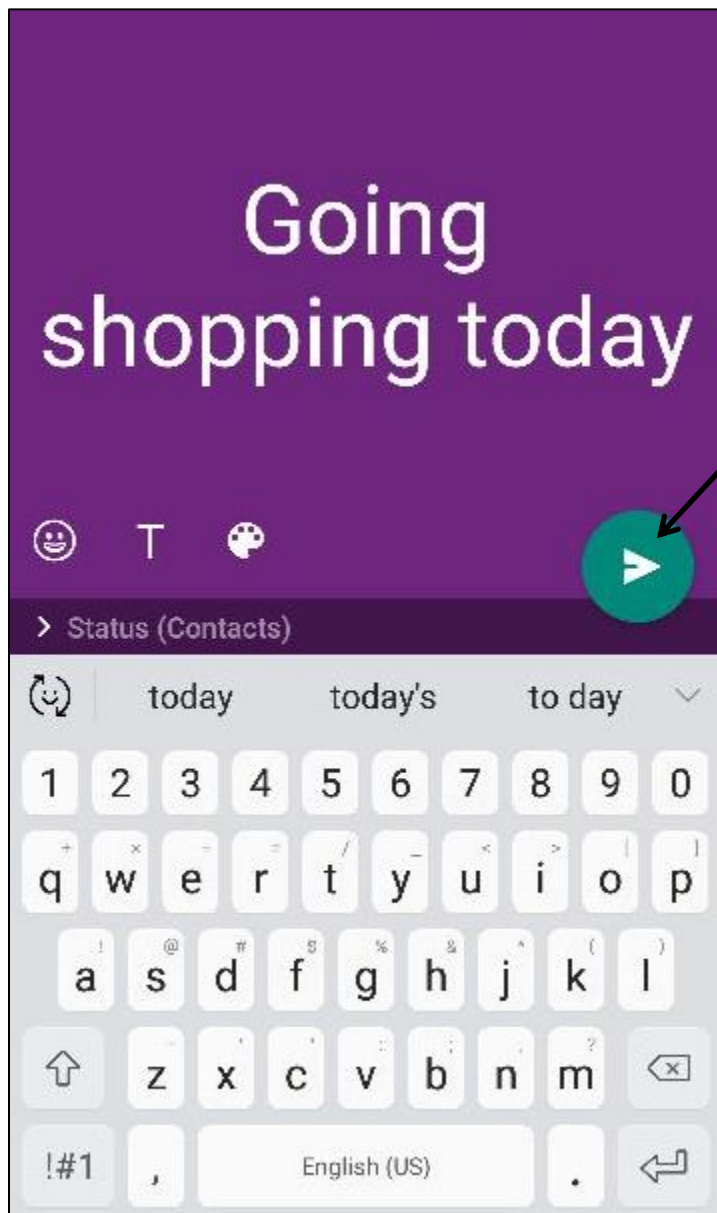 Going
shopping today
T
Status (Contacts)
today today's to day
1 2 3 4 5 6 7 8 9 0
q w e r t y u i o p
a s d f g h j k l
z x c v b n m
!#1 , English (US) .